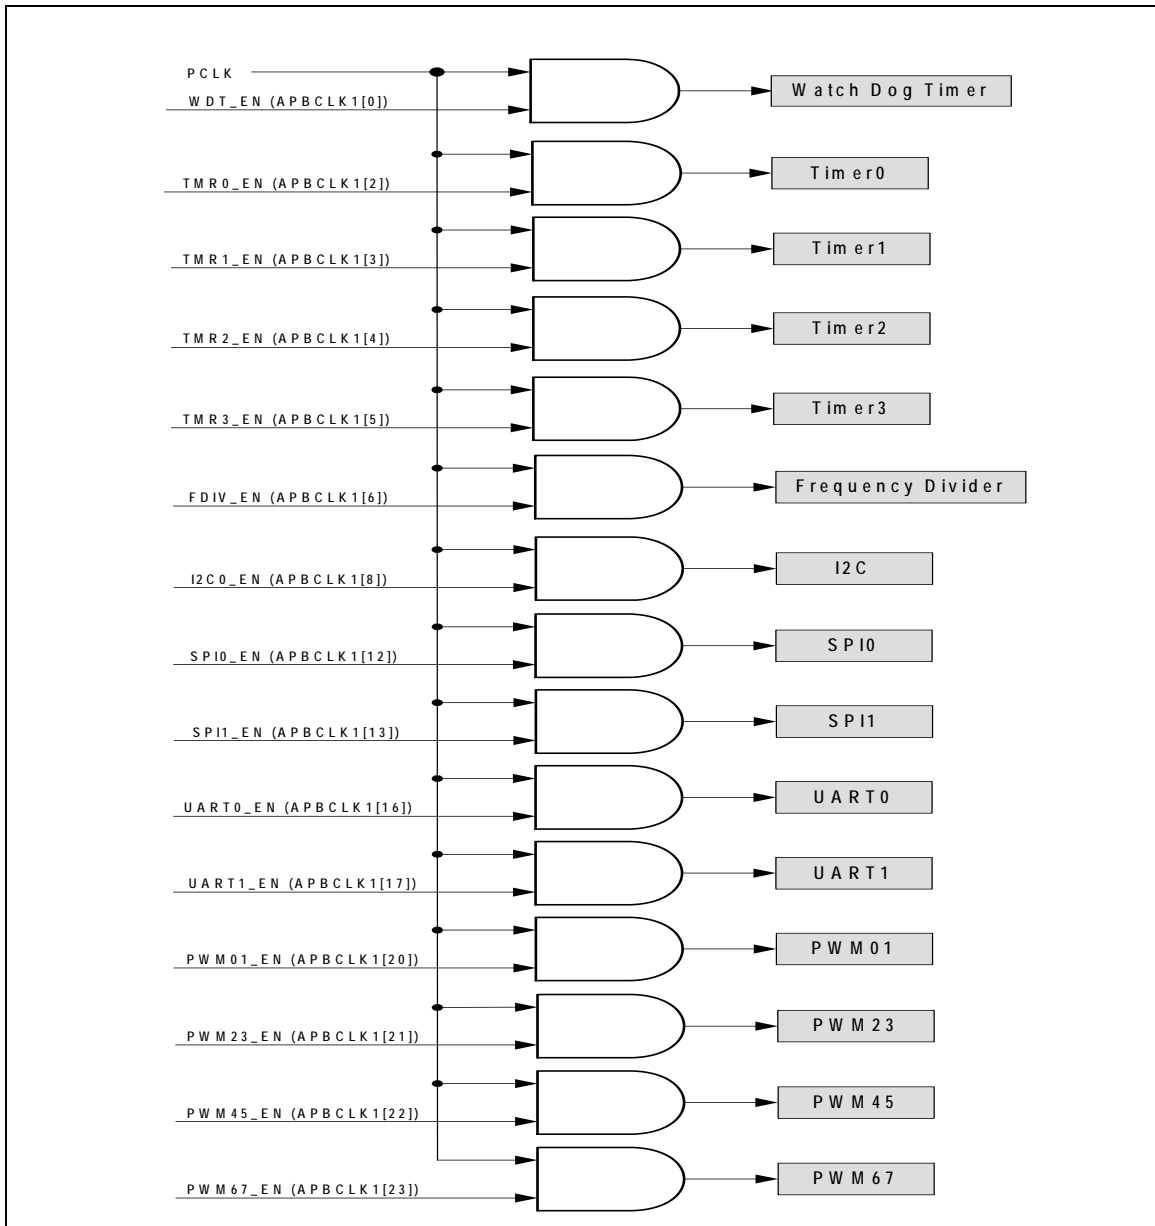 PCLK
WDT_EN (APBCLK1[0])
Watch Dog Timer
TMR0_EN (APBCLK1[2])
Timer0
TMR1_EN (APBCLK1[3])
Timer1
TMR2_EN (APBCLK1[4])
Timer2
TMR3_EN (APBCLK1[5])
Timer3
FDIV_EN (APBCLK1[6])
Frequency Divider
I2C0_EN (APBCLK1[8])
I2C
SPI0_EN (APBCLK1[12])
SPI0
SPI1_EN (APBCLK1[13])
SPI1
UART0_EN (APBCLK1[16])
UART0
UART1_EN (APBCLK1[17])
UART1
PWM01_EN (APBCLK1[20])
PWM01
PWM23_EN (APBCLK1[21])
PWM23
PWM45_EN (APBCLK1[22])
PWM45
PWM67_EN (APBCLK1[23])
PWM67